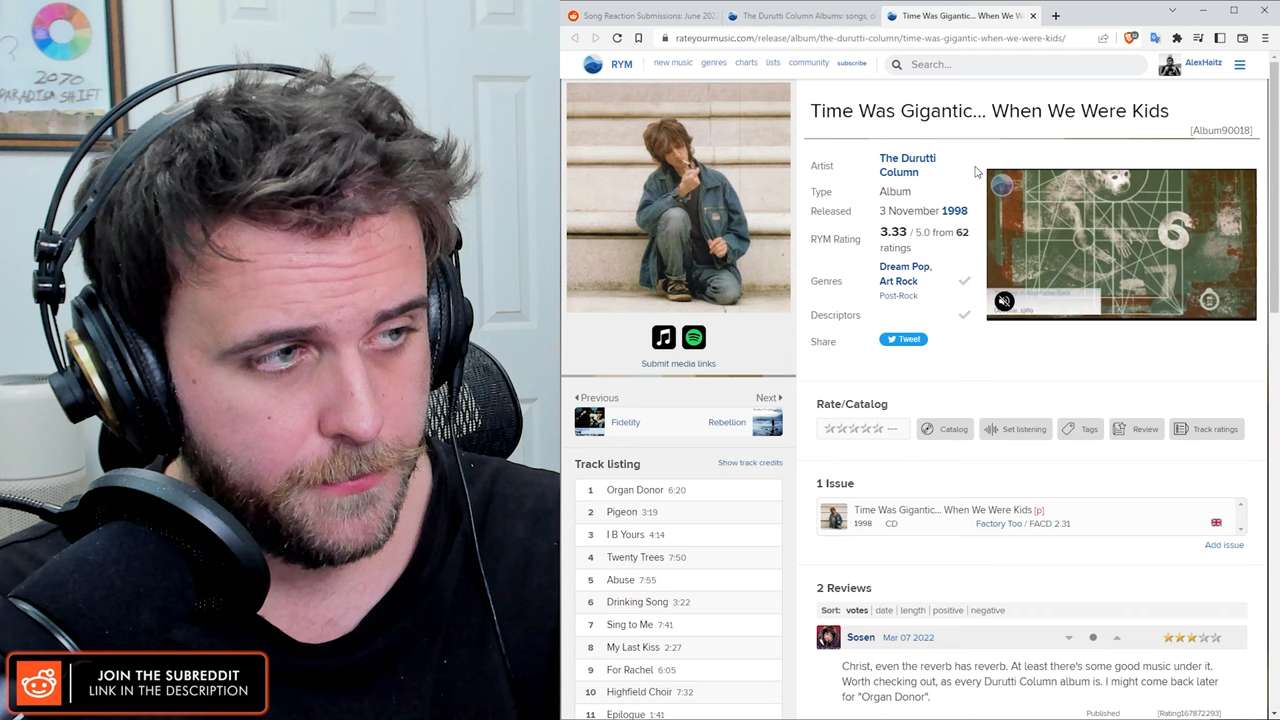 2070
PARADIGM SHIFT
JOIN THE SUBREDDIT
LINK IN THE DESCRIPTION
Song Reaction Submissions: June 202
The Durutti Column Albums: songs, d
Time Was Gigantic... When We W
rateyourmusic.com/release/album/the-durutti-column/time-was-gigantic-when-we-were-kids/
RYM
new music genres charts lists community subscribe
Search...
AlexHaitz
Time Was Gigantic... When We Were Kids
[Album90018]
Artist The Durutti
Column
Type Album
Released 3 November 1998
RYM Rating 3.33 / 5.0 from 62
ratings
Genres Dream Pop,
Art Rock
Post-Rock
Descriptors
Share Tweet
6
Submit media links
Previous Next
Fidelity Rebellion
Track listing Show track credits
1 Organ Donor 6:20
2 Pigeon 3:19
3 I B Yours 4:14
4 Twenty Trees 7:50
5 Abuse 7:55
6 Drinking Song 3:22
7 Sing to Me 7:41
8 My Last Kiss 2:27
9 For Rachel 6:05
10 Highfield Choir 7:32
11 Epilogue 1:41
Rate/Catalog
--- Catalog Set listening Tags Review Track ratings
1 Issue
Time Was Gigantic... When We Were Kids [p]
1998 CD Factory Too / FACD 2.31
Add issue
2 Reviews
Sort: votes | date | length | positive | negative
Sosen Mar 07 2022
Christ, even the reverb has reverb. At least there's some good music under it.
Worth checking out, as every Durutti Column album is. I might come back later
for "Organ Donor".
Published [Rating167872293]